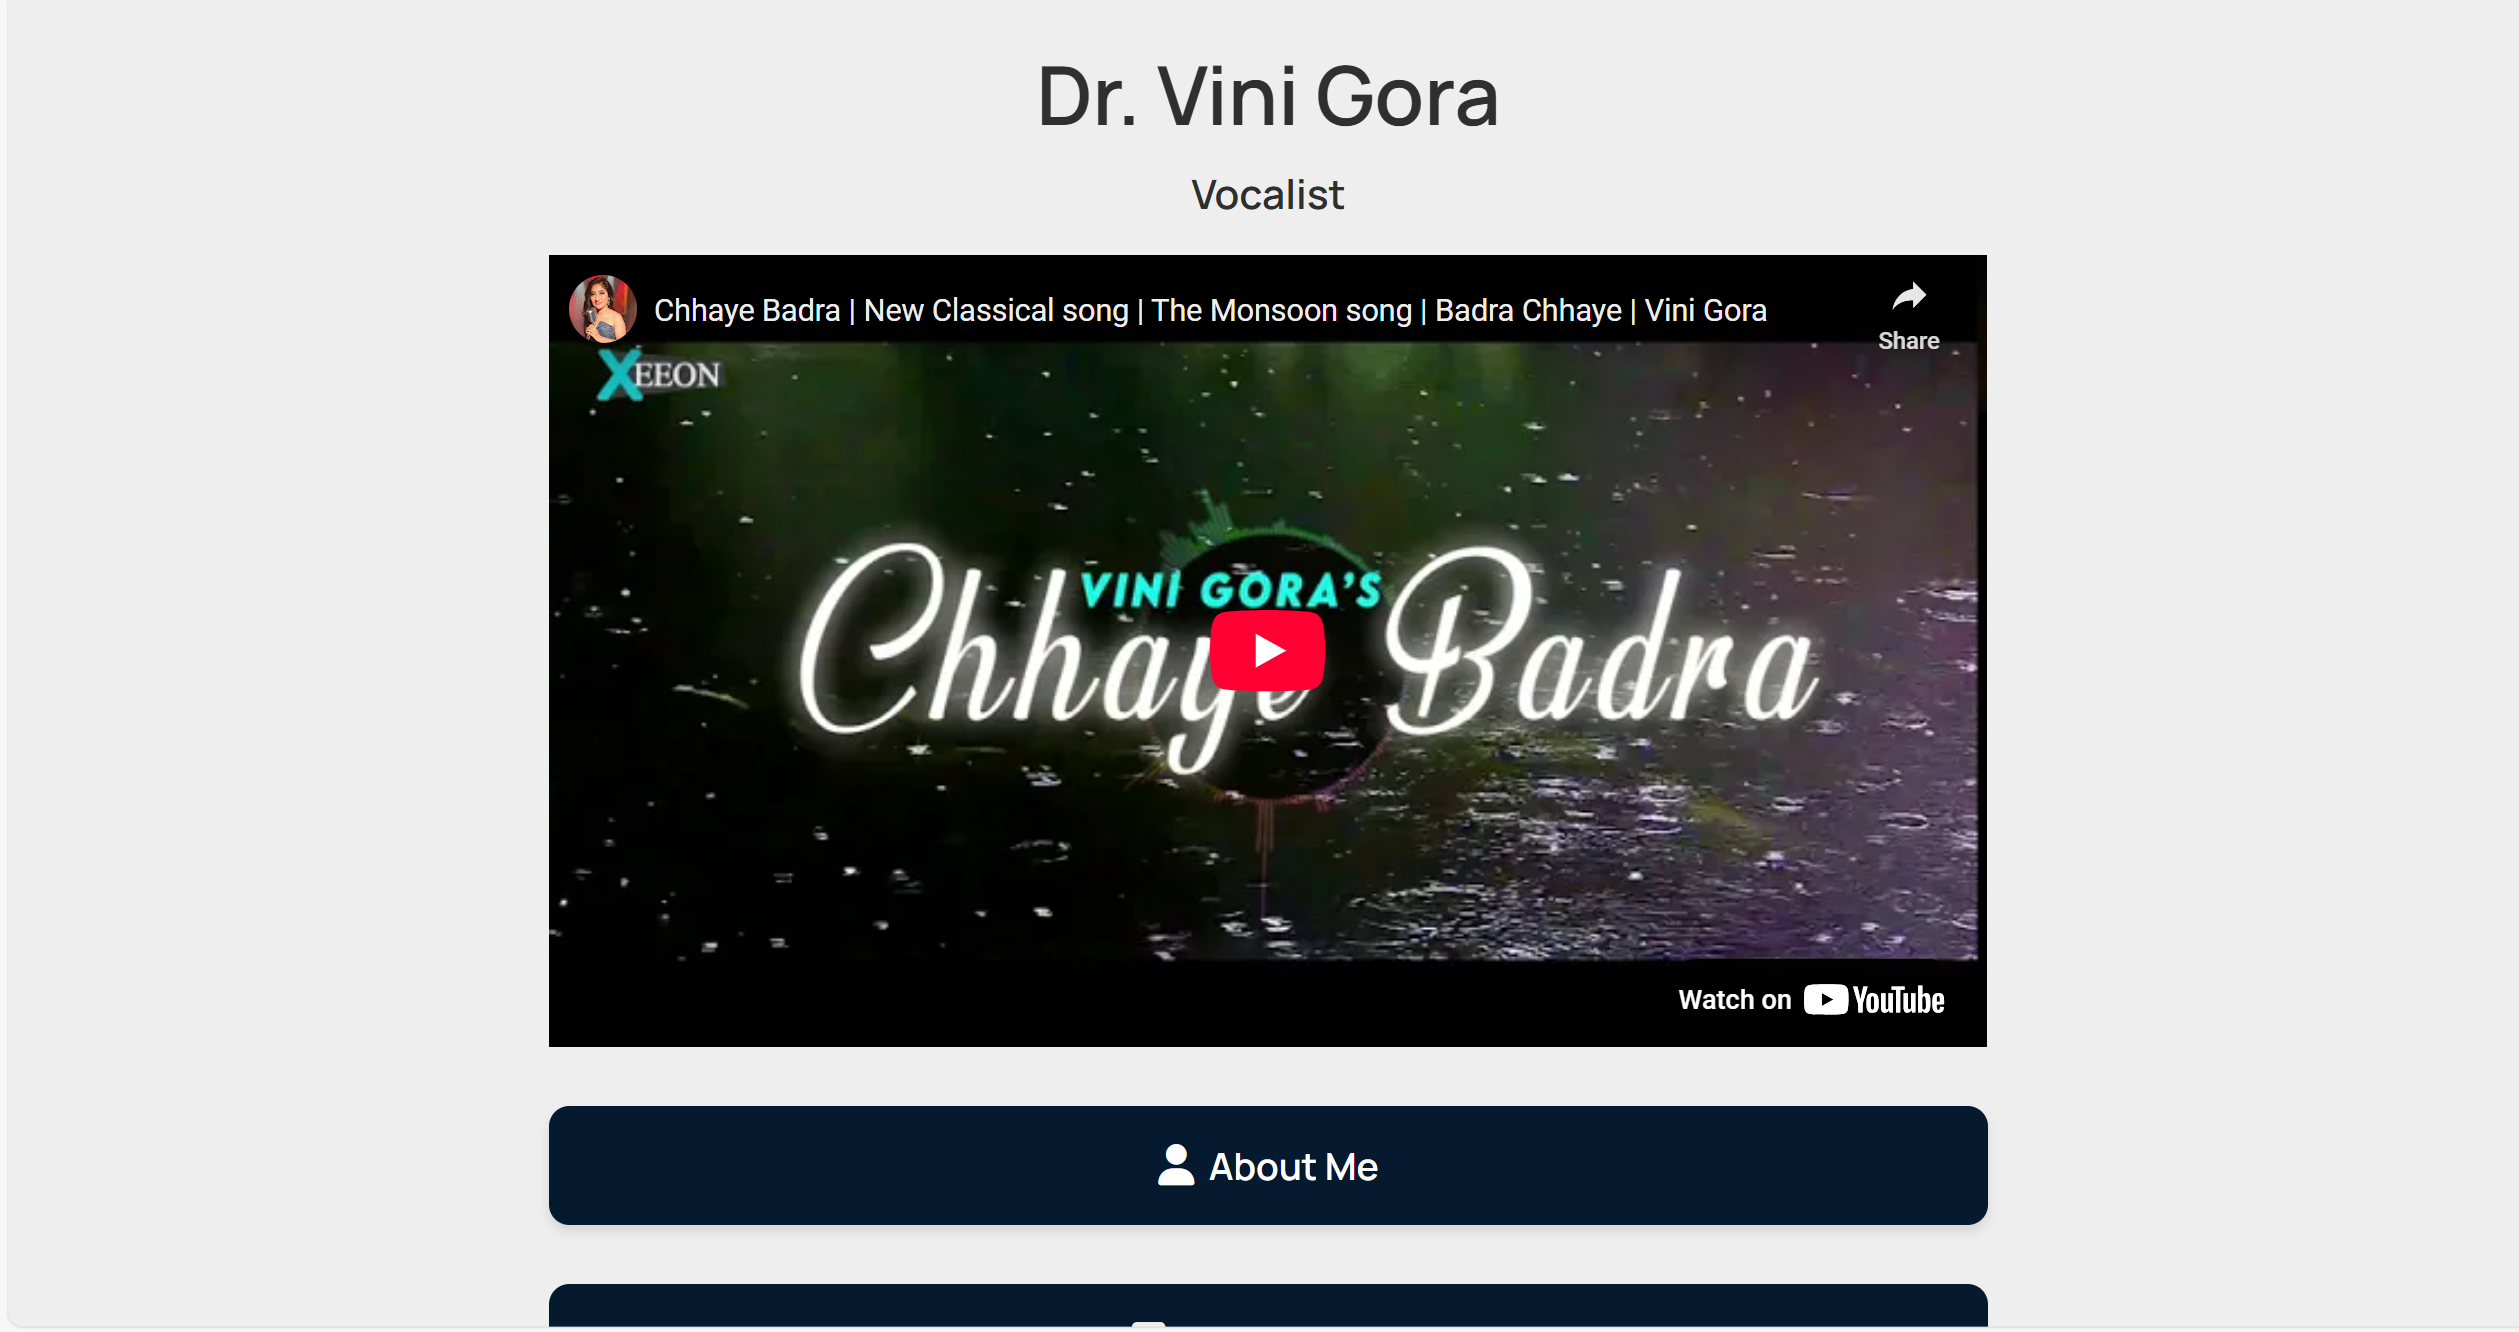 Dr. Vini Gora
Vocalist
Chhaye Badra | New Classical song | The Monsoon song | Badra Chhaye | Vini Gora
Share
XEEON
VINI GORA'S
Chhaye Badra
Watch on YouTube
About Me